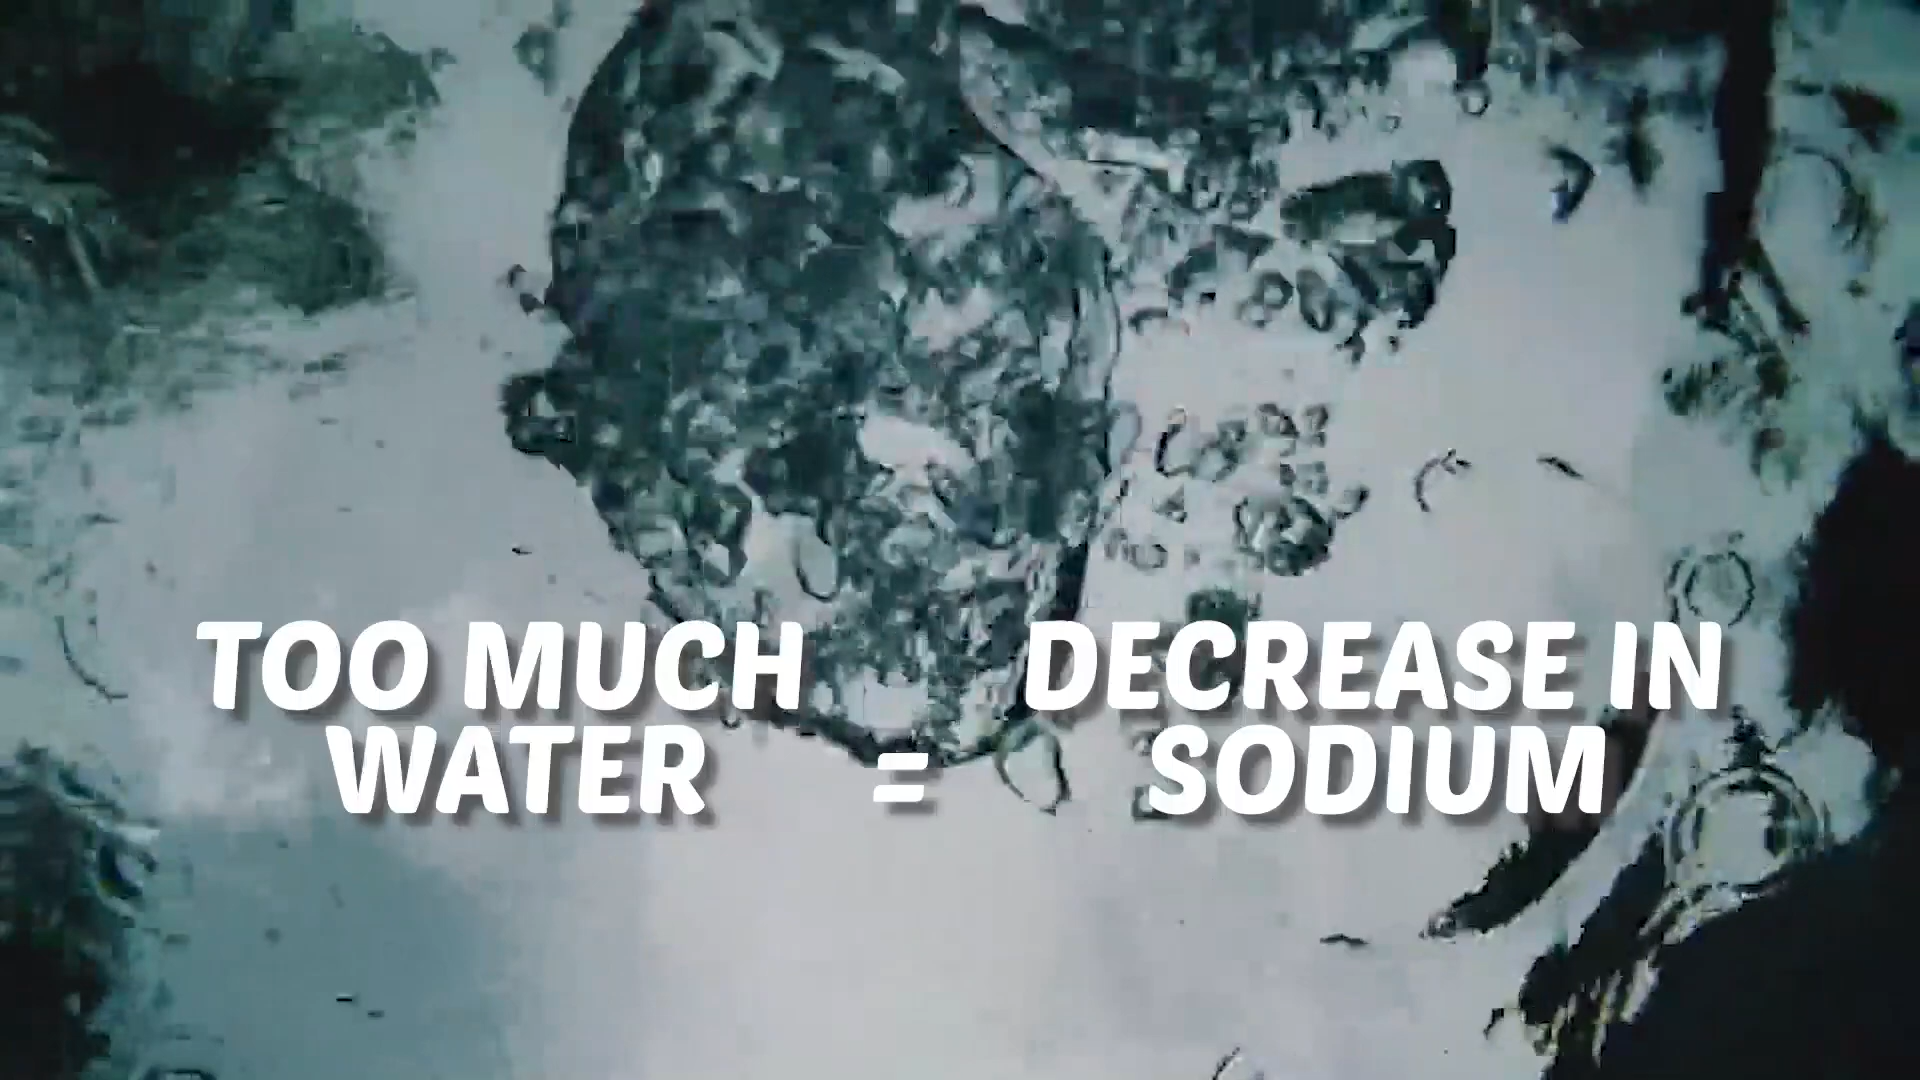 TOO MUCH
WATER
=
DECREASE IN
SODIUM